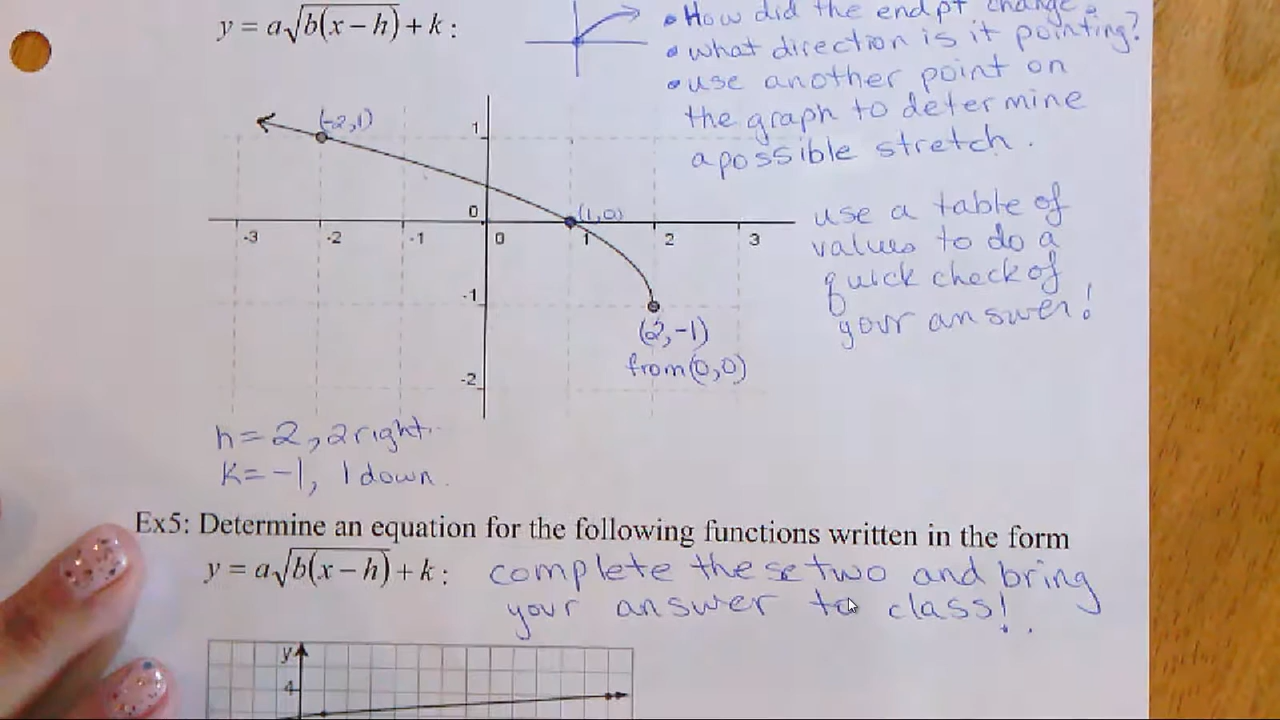 y = a√b(x − h) + k :
• How did the endpt change?
• what direction is it pointing?
• use another point on
the graph to determine
a possible stretch.
(-2,1)
1
0
(1,0)
-3 -2 -1 0 1 2 3
-1
-2
(2,-1)
from (0,0)
use a table of
values to do a
quick check of
your answer!
h = 2, 2 right.
k = -1, 1 down.
Ex5: Determine an equation for the following functions written in the form
y = a√b(x − h) + k :
complete these two and bring
your answer to class!
y
4